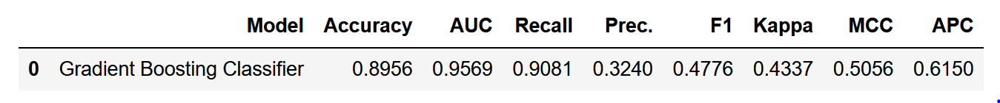 Model Accuracy AUC Recall Prec. F1 Kappa MCC APC
0 Gradient Boosting Classifier 0.8956 0.9569 0.9081 0.3240 0.4776 0.4337 0.5056 0.6150